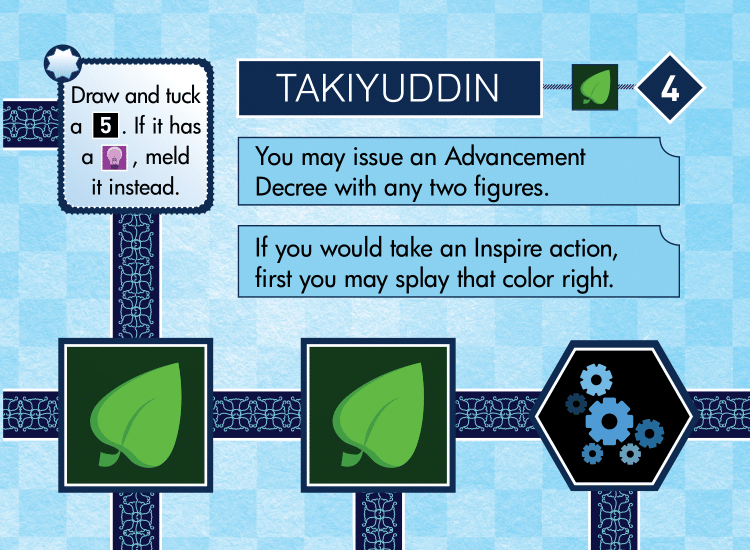 Draw and tuck
a 5. If it has
a , meld
it instead.
TAKIYUDDIN
4
You may issue an Advancement
Decree with any two figures.
If you would take an Inspire action,
first you may splay that color right.